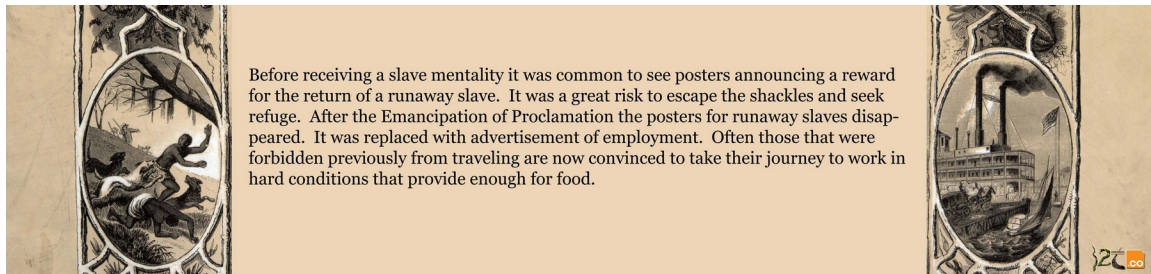 Before receiving a slave mentality it was common to see posters announcing a reward
for the return of a runaway slave.  It was a great risk to escape the shackles and seek
refuge.  After the Emancipation of Proclamation the posters for runaway slaves disap-
peared.  It was replaced with advertisement of employment.  Often those that were
forbidden previously from traveling are now convinced to take their journey to work in
hard conditions that provide enough for food.
.co